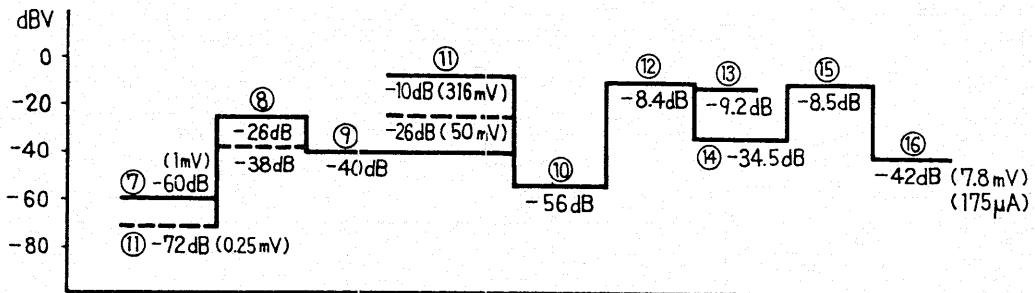 dBV
0
-20
-40
-60
-80
⑦ (1mV) -60dB
⑪ -72dB (0.25mV)
⑧
-26dB
-38dB
⑨
-40dB
⑪
-10dB (316mV)
-26dB (50mV)
⑩
-56dB
⑫
-8.4dB
⑬
-9.2dB
⑭ -34.5dB
⑮
-8.5dB
⑯
-42dB (7.8mV)
(175μA)